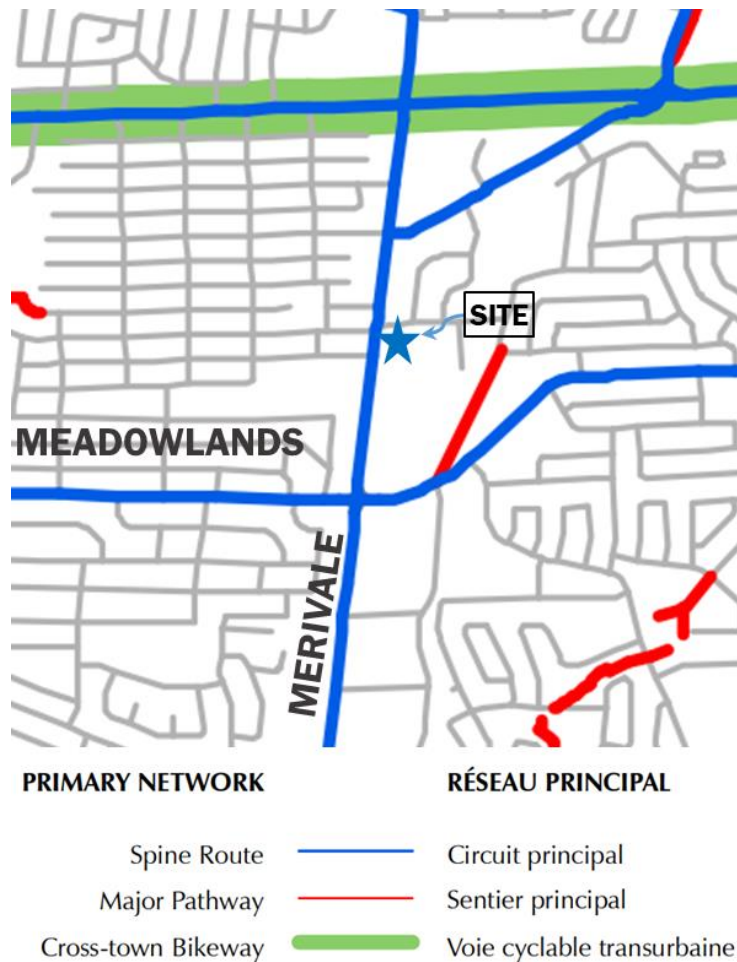 SITE
MEADOWLANDS
MERIVALE
PRIMARY NETWORK
RÉSEAU PRINCIPAL
Spine Route
Circuit principal
Major Pathway
Sentier principal
Cross-town Bikeway
Voie cyclable transurbaine